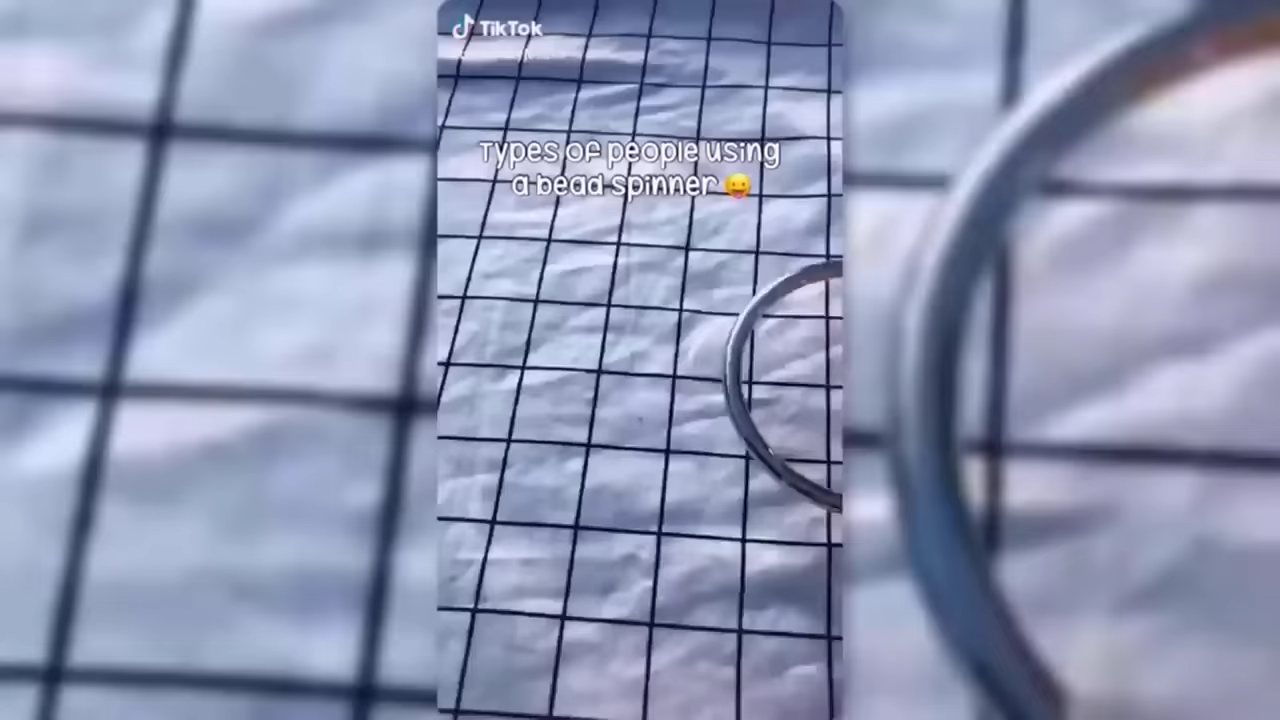 TikTok
Types of people using
a bead spinner 😛